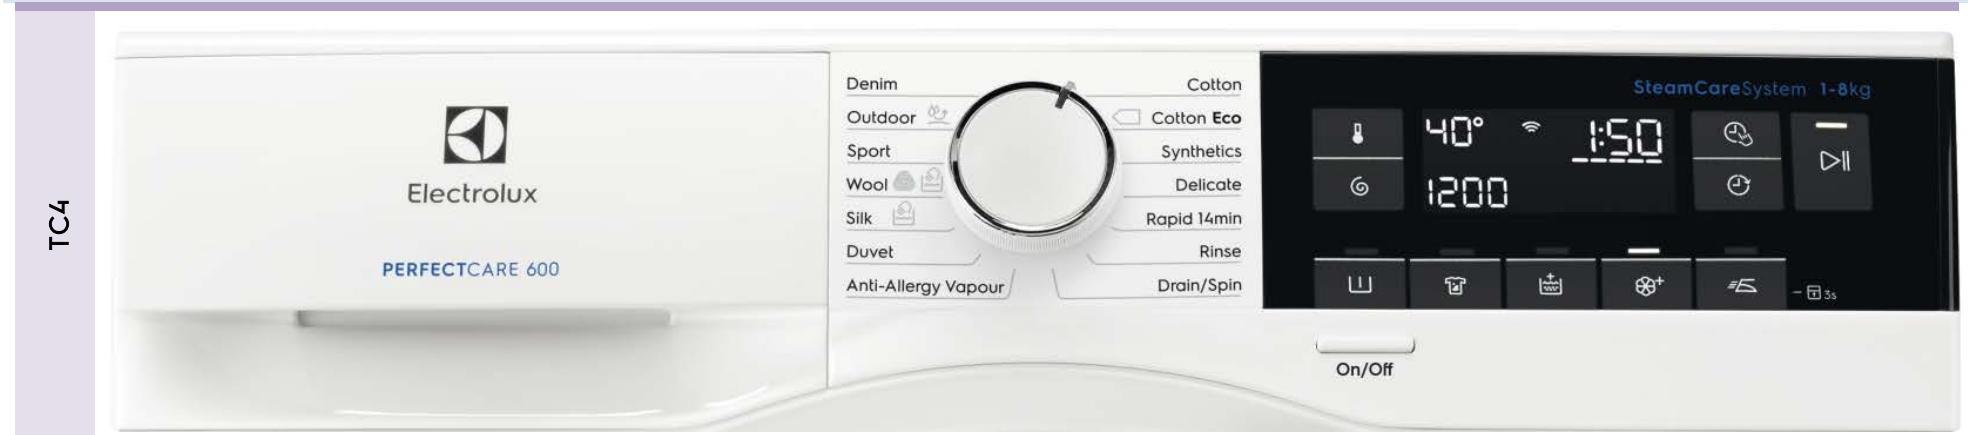 TC4
Electrolux
PERFECTCARE 600
Denim
Outdoor
Sport
Wool
Silk
Duvet
Anti-Allergy Vapour
Cotton
Cotton Eco
Synthetics
Delicate
Rapid 14min
Rinse
Drain/Spin
SteamCareSystem 1-8kg
40° 1:50
1200
3s
On/Off